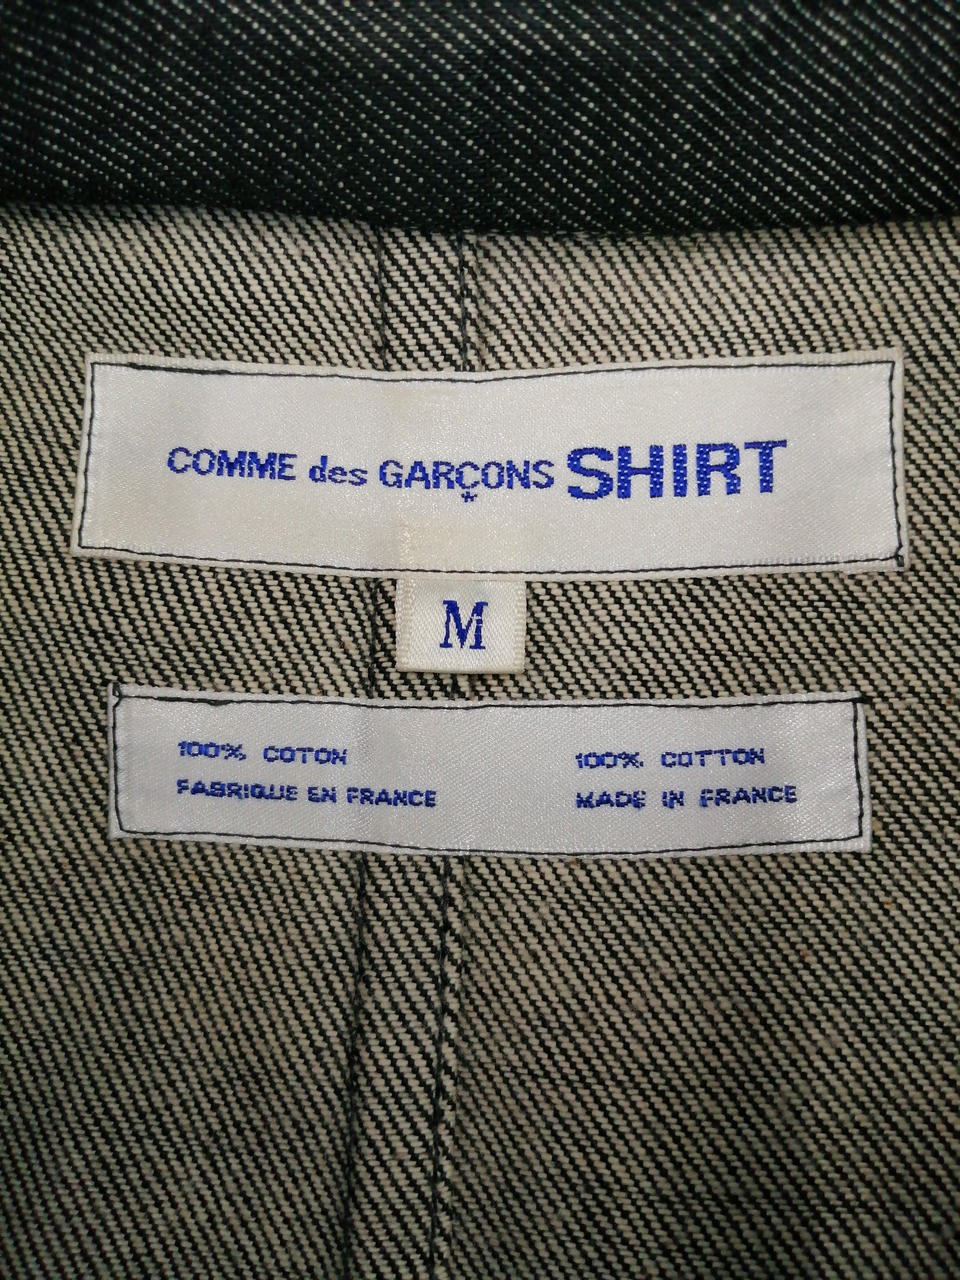 COMME des GARÇONS SHIRT
M
100% COTON
FABRIQUE EN FRANCE
100% COTTON
MADE IN FRANCE